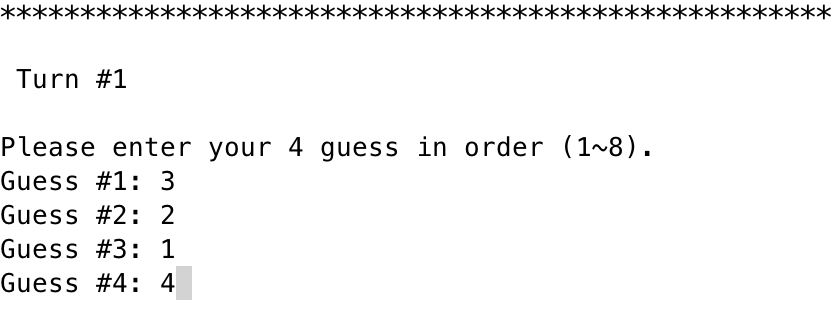 ****************************************************
Turn #1
Please enter your 4 guess in order (1~8).
Guess #1: 3
Guess #2: 2
Guess #3: 1
Guess #4: 4